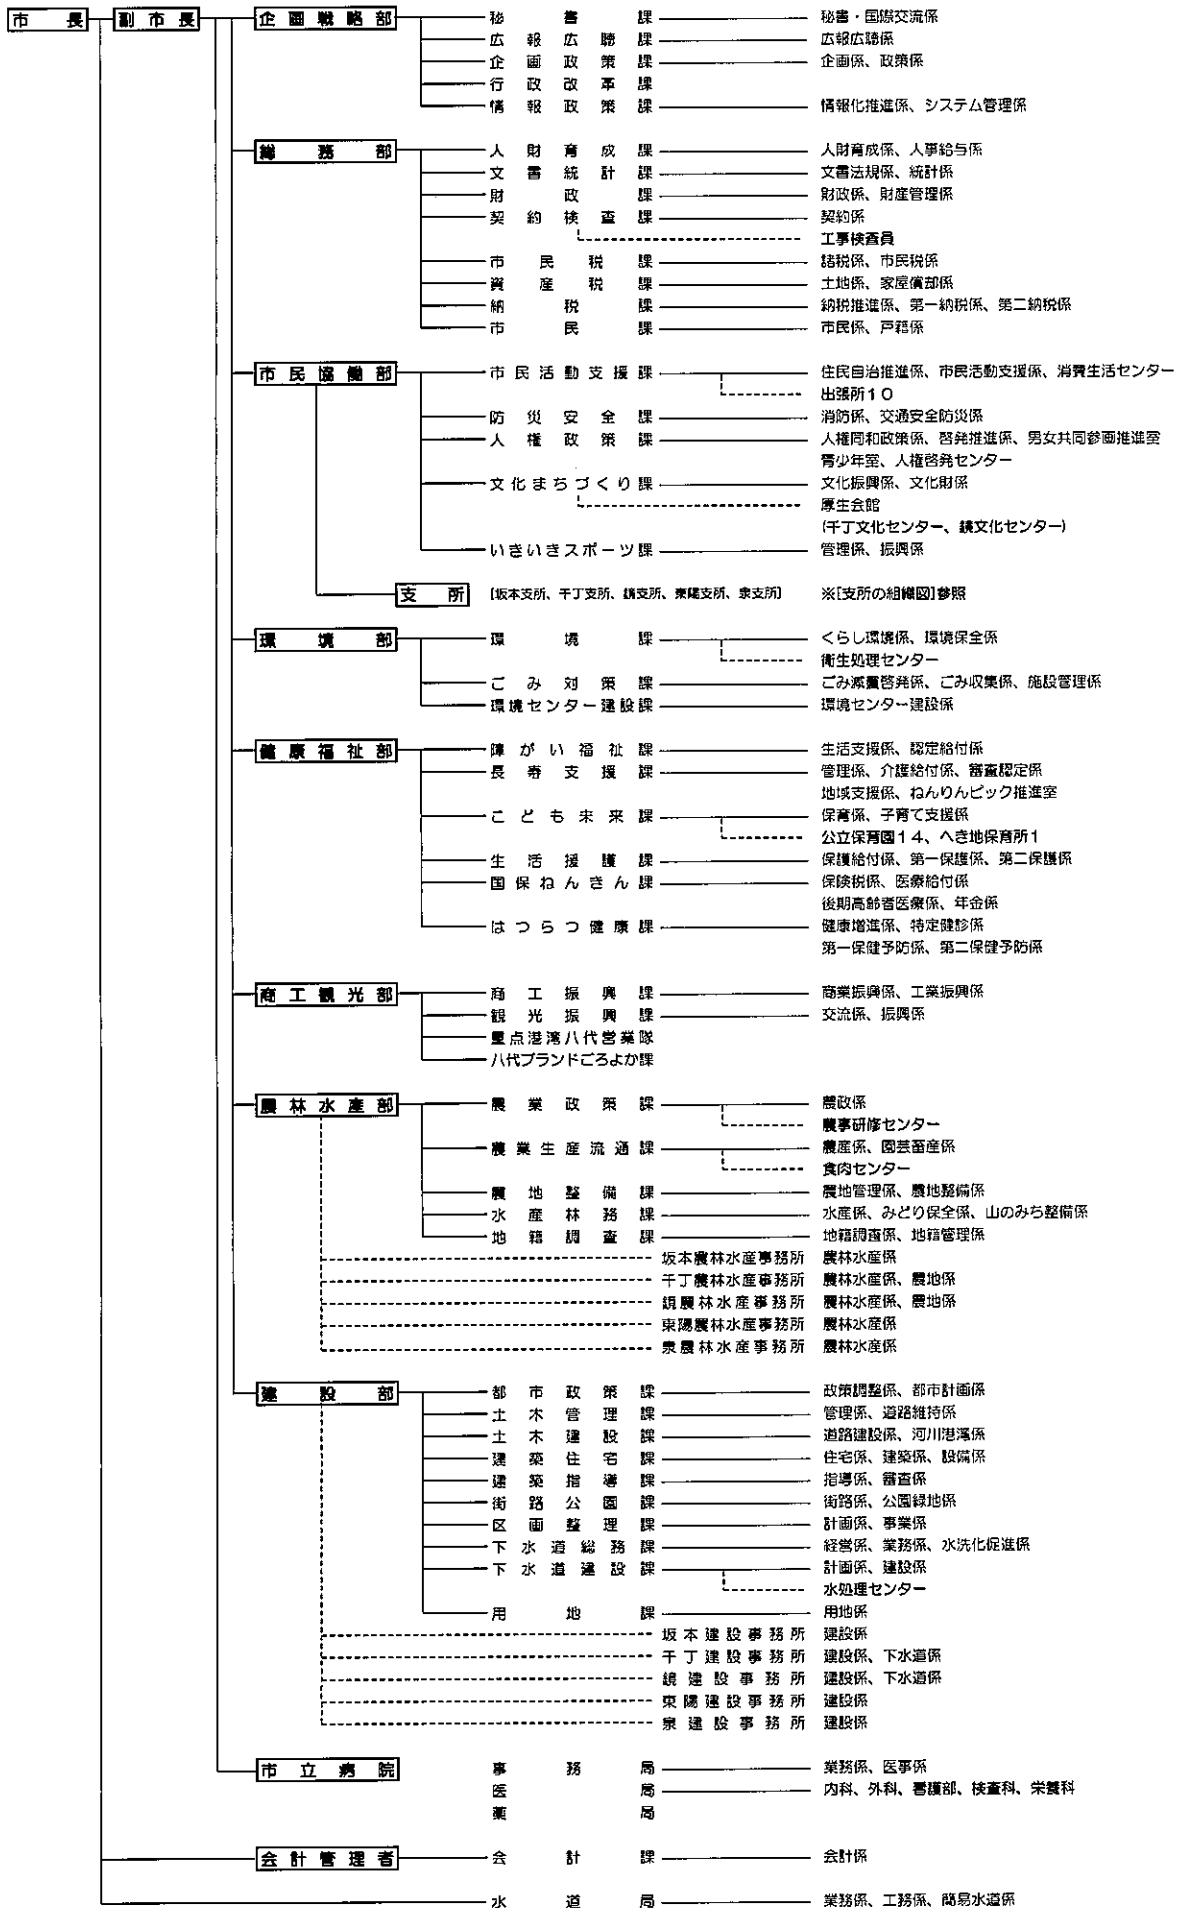 市長 副市長 企画戦略部 秘書課 秘書・国際交流係
広報広聴課 広報広聴係
企画政策課 企画係、政策係
行政改革課
情報政策課 情報化推進係、システム管理係
総務部 人財育成課 人財育成係、人事給与係
文書統計課 文書法規係、統計係
財政課 財政係、財産管理係
契約検査課 契約係
工事検査員
市民税課 諸税係、市民税係
資産税課 土地係、家屋償却係
納税課 納税推進係、第一納税係、第二納税係
市民課 市民係、戸籍係
市民協働部 市民活動支援課 住民自治推進係、市民活動支援係、消費生活センター
出張所10
防災安全課 消防係、交通安全防災係
人権政策課 人権同和政策係、啓発推進係、男女共同参画推進室
青少年室、人権啓発センター
文化まちづくり課 文化振興係、文化財係
厚生会館
(千丁文化センター、鏡文化センター)
いきいきスポーツ課 管理係、振興係
支所 [坂本支所、千丁支所、鏡支所、東陽支所、泉支所] ※[支所の組織図]参照
環境部 環境課 くらし環境係、環境保全係
衛生処理センター
ごみ対策課 ごみ減量啓発係、ごみ収集係、施設管理係
環境センター建設課 環境センター建設係
健康福祉部 障がい福祉課 生活支援係、認定給付係
長寿支援課 管理係、介護給付係、審査認定係
地域支援係、ねんりんピック推進室
こども未来課 保育係、子育て支援係
公立保育園14、へき地保育所1
生活援護課 保護給付係、第一保護係、第二保護係
国保ねんきん課 保険税係、医療給付係
後期高齢者医療係、年金係
はつらつ健康課 健康増進係、特定健診係
第一保健予防係、第二保健予防係
商工観光部 商工振興課 商業振興係、工業振興係
観光振興課 交流係、振興係
重点港湾八代営業隊
八代ブランドごろよか課
農林水産部 農業政策課 農政係
農事研修センター
農業生産流通課 農産係、園芸畜産係
食肉センター
農地整備課 農地管理係、農地整備係
水産林務課 水産係、みどり保全係、山のみち整備係
地籍調査課 地籍調査係、地籍管理係
坂本農林水産事務所 農林水産係
千丁農林水産事務所 農林水産係、農地係
鏡農林水産事務所 農林水産係、農地係
東陽農林水産事務所 農林水産係
泉農林水産事務所 農林水産係
建設部 都市政策課 政策調整係、都市計画係
土木管理課 管理係、道路維持係
土木建設課 道路建設係、河川港湾係
建築住宅課 住宅係、建築係、設備係
建築指導課 指導係、審査係
街路公園課 街路係、公園緑地係
区画整理課 計画係、事業係
下水道総務課 経営係、業務係、水洗化促進係
下水道建設課 計画係、建設係
水処理センター
用地課 用地係
坂本建設事務所 建設係
千丁建設事務所 建設係、下水道係
鏡建設事務所 建設係、下水道係
東陽建設事務所 建設係
泉建設事務所 建設係
市立病院 事務局 業務係、医事係
医局 内科、外科、看護部、検査科、栄養科
薬局
会計管理者 会計課 会計係
水道局 業務係、工務係、簡易水道係